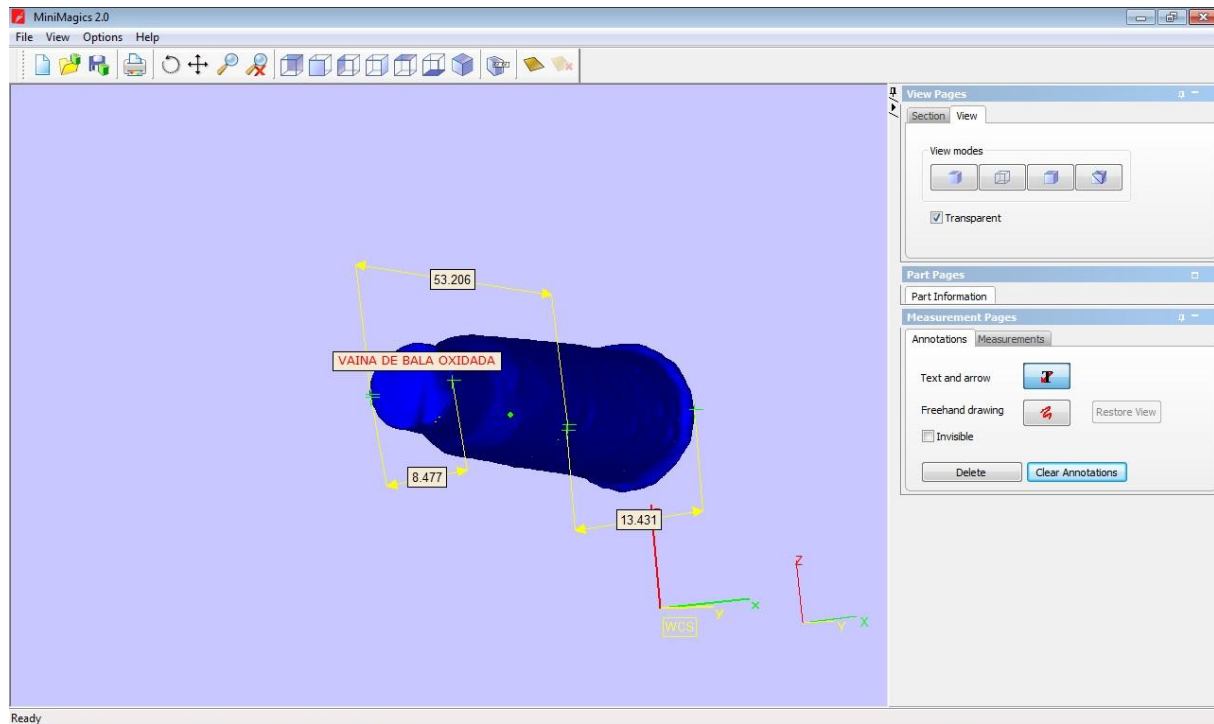 MiniMagics 2.0
File View Options Help
View Pages
Section View
View modes
Transparent
53.206
Part Pages
Part Information
Measurement Pages
Annotations Measurements
VAINA DE BALA OXIDADA
Text and arrow
Freehand drawing Restore View
Invisible
8.477
Delete Clear Annotations
13.431
Z
X
Y
WCS
Y X
Ready